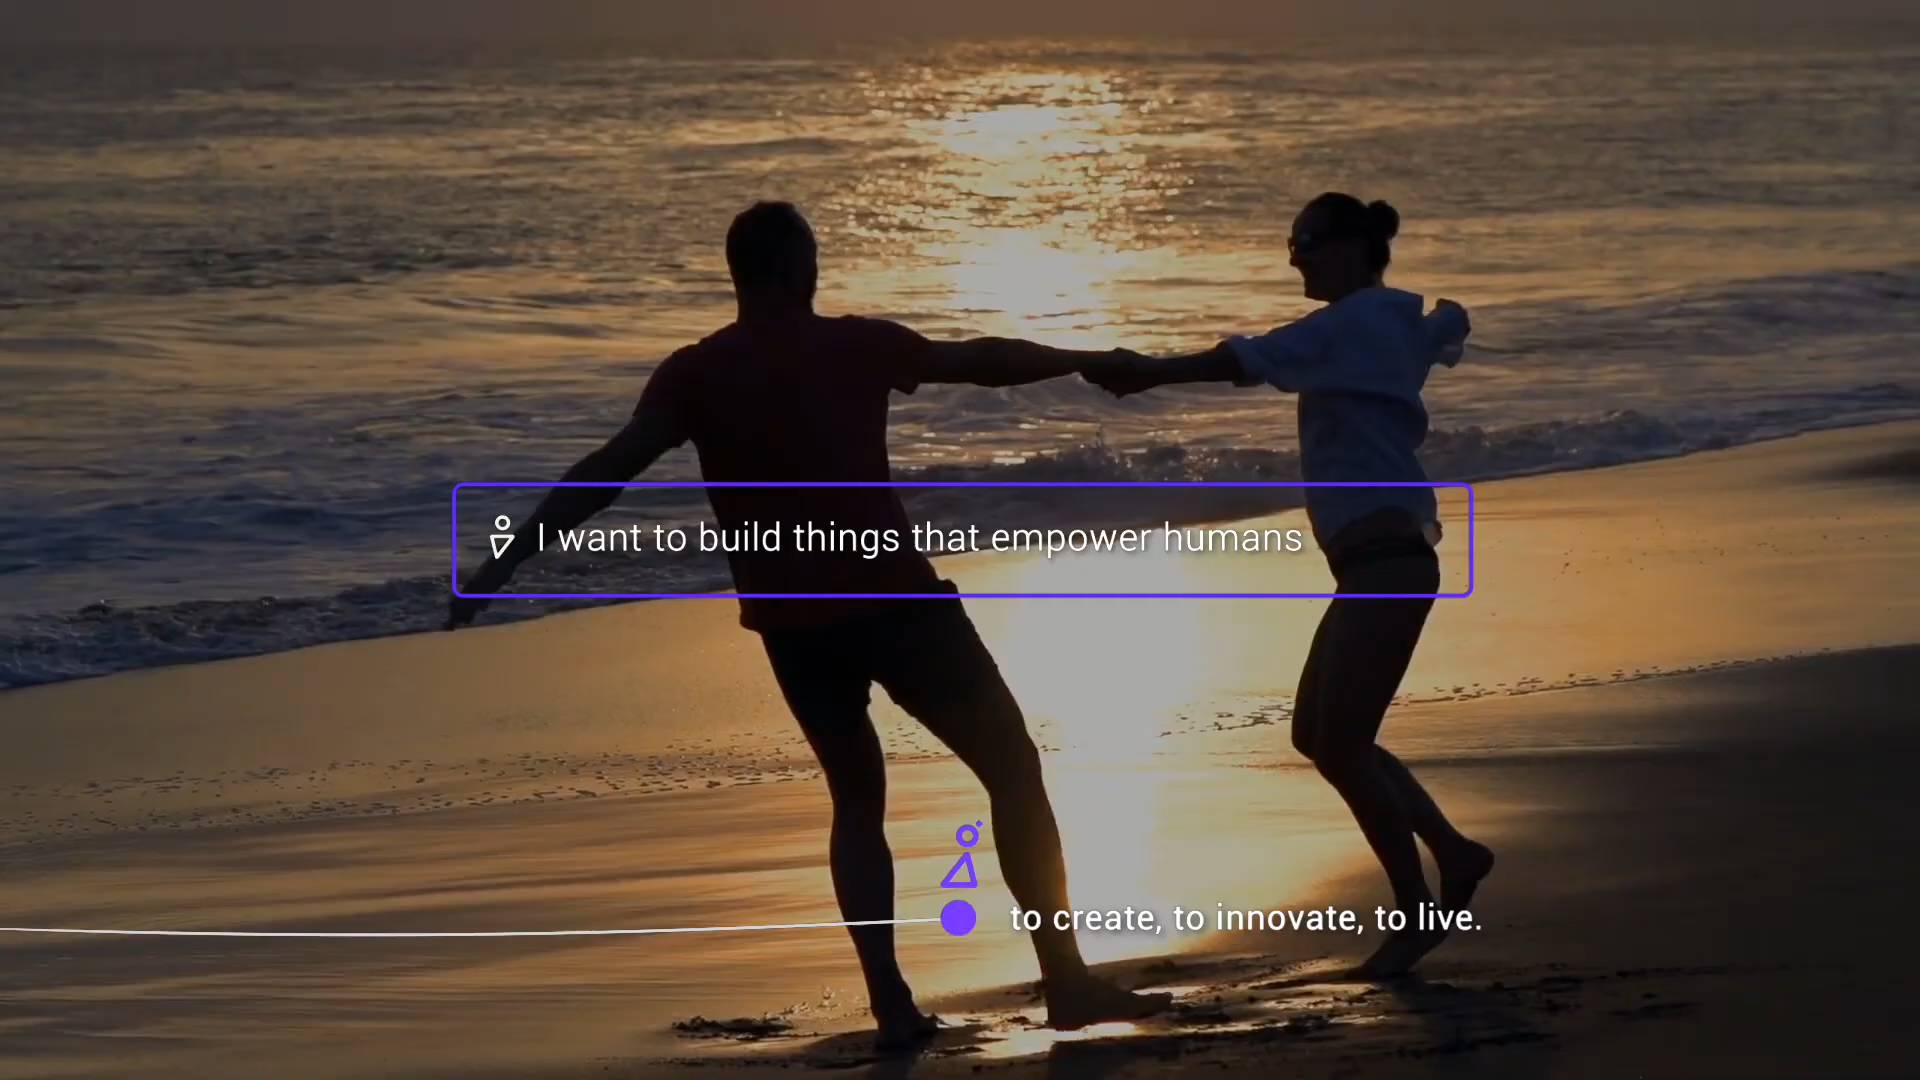 I want to build things that empower humans
to create, to innovate, to live.